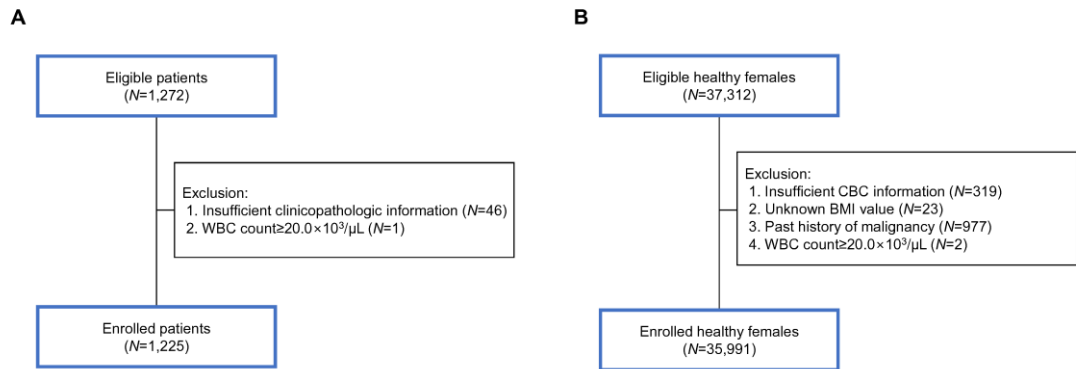 A
Eligible patients
(N=1,272)
Exclusion:
1. Insufficient clinicopathologic information (N=46)
2. WBC count≥20.0×10³/µL (N=1)
Enrolled patients
(N=1,225)
B
Eligible healthy females
(N=37,312)
Exclusion:
1. Insufficient CBC information (N=319)
2. Unknown BMI value (N=23)
3. Past history of malignancy (N=977)
4. WBC count≥20.0×10³/µL (N=2)
Enrolled healthy females
(N=35,991)